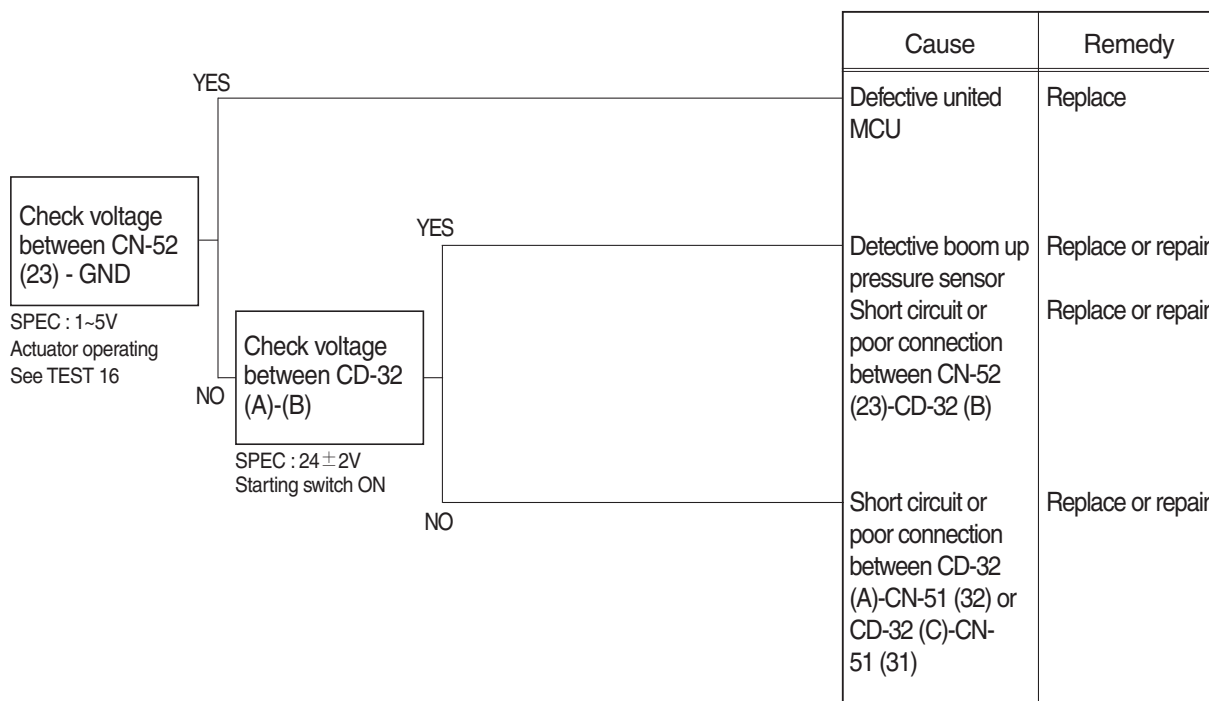 Cause
Remedy
YES
Defective united
MCU
Replace
Check voltage
between CN-52
(23) - GND
SPEC : 1~5V
Actuator operating
See TEST 16
YES
Detective boom up
pressure sensor
Replace or repair
Short circuit or
poor connection
between CN-52
(23)-CD-32 (B)
Replace or repair
NO
Check voltage
between CD-32
(A)-(B)
SPEC : 24±2V
Starting switch ON
NO
Short circuit or
poor connection
between CD-32
(A)-CN-51 (32) or
CD-32 (C)-CN-
51 (31)
Replace or repair